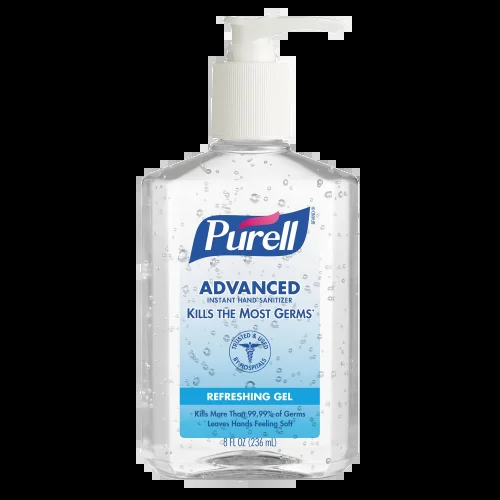 Purell
ADVANCED
INSTANT HAND SANITIZER
KILLS THE MOST GERMS*
TRUSTED & USED
BY HOSPITALS
REFRESHING GEL
Kills More Than 99.99% of Germs
Leaves Hands Feeling Soft
8 FL OZ (236 mL)